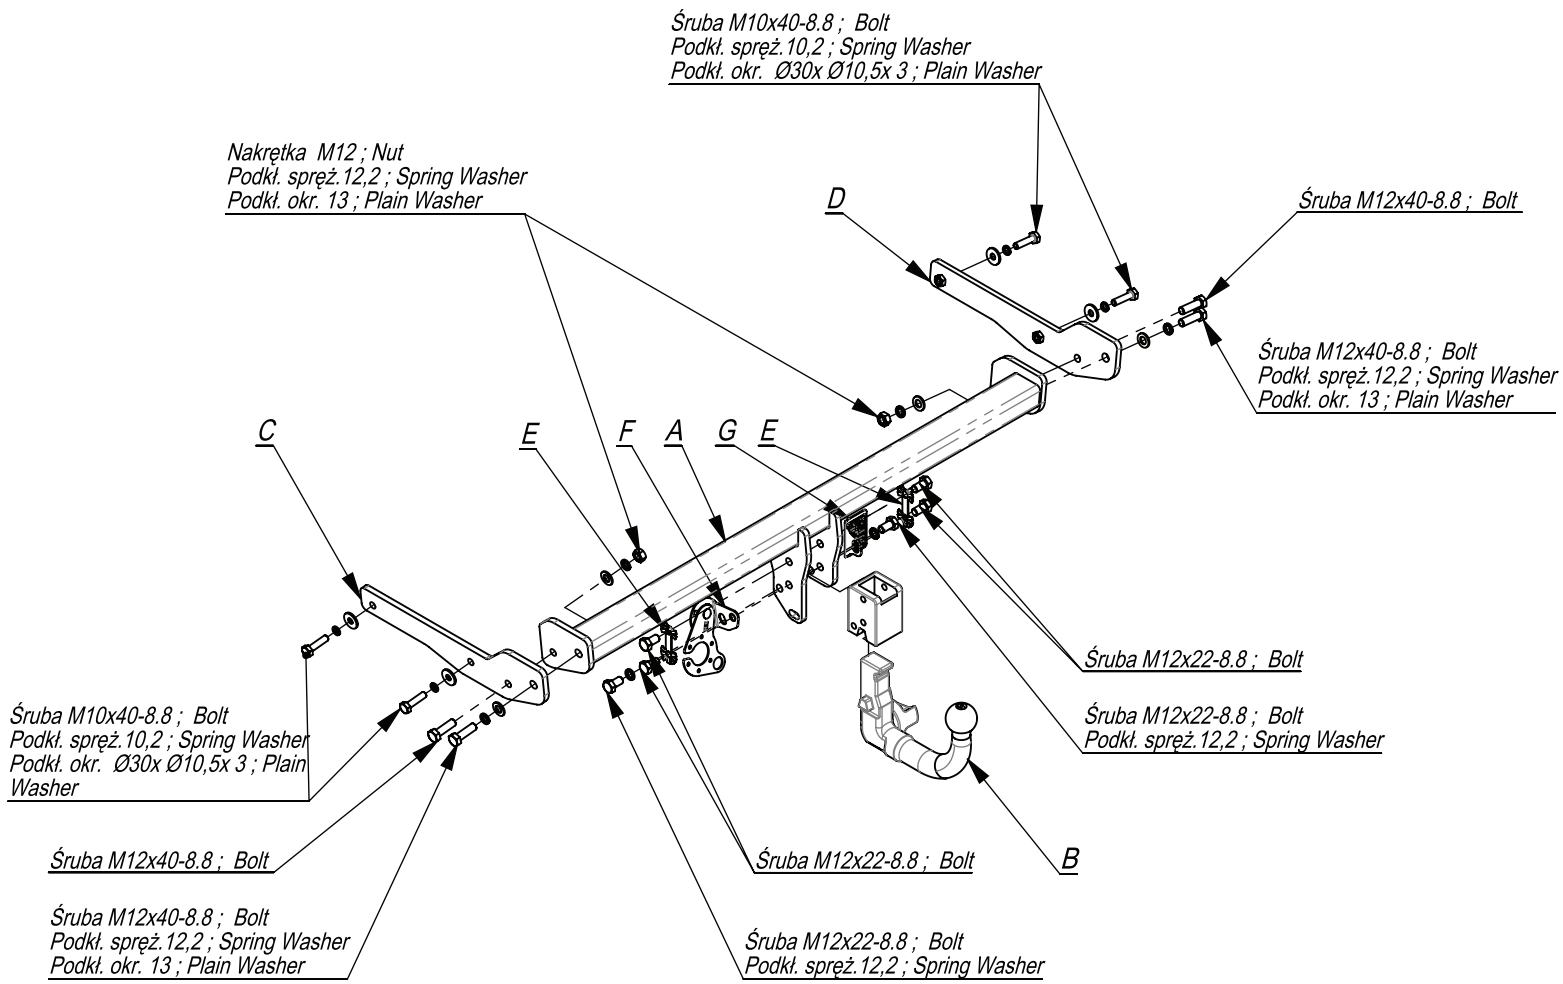 Śruba M10x40-8.8 ; Bolt
Podkł. spręż.10,2 ; Spring Washer
Podkł. okr. Ø30x Ø10,5x 3 ; Plain Washer
Nakrętka M12 ; Nut
Podkł. spręż.12,2 ; Spring Washer
Podkł. okr. 13 ; Plain Washer
D
Śruba M12x40-8.8 ; Bolt
Śruba M12x40-8.8 ; Bolt
Podkł. spręż.12,2 ; Spring Washer
Podkł. okr. 13 ; Plain Washer
C
E
F
A
G
E
Śruba M12x22-8.8 ; Bolt
Śruba M12x22-8.8 ; Bolt
Podkł. spręż.12,2 ; Spring Washer
Śruba M10x40-8.8 ; Bolt
Podkł. spręż.10,2 ; Spring Washer
Podkł. okr. Ø30x Ø10,5x 3 ; Plain
Washer
Śruba M12x40-8.8 ; Bolt
Śruba M12x22-8.8 ; Bolt
B
Śruba M12x40-8.8 ; Bolt
Podkł. spręż.12,2 ; Spring Washer
Podkł. okr. 13 ; Plain Washer
Śruba M12x22-8.8 ; Bolt
Podkł. spręż.12,2 ; Spring Washer